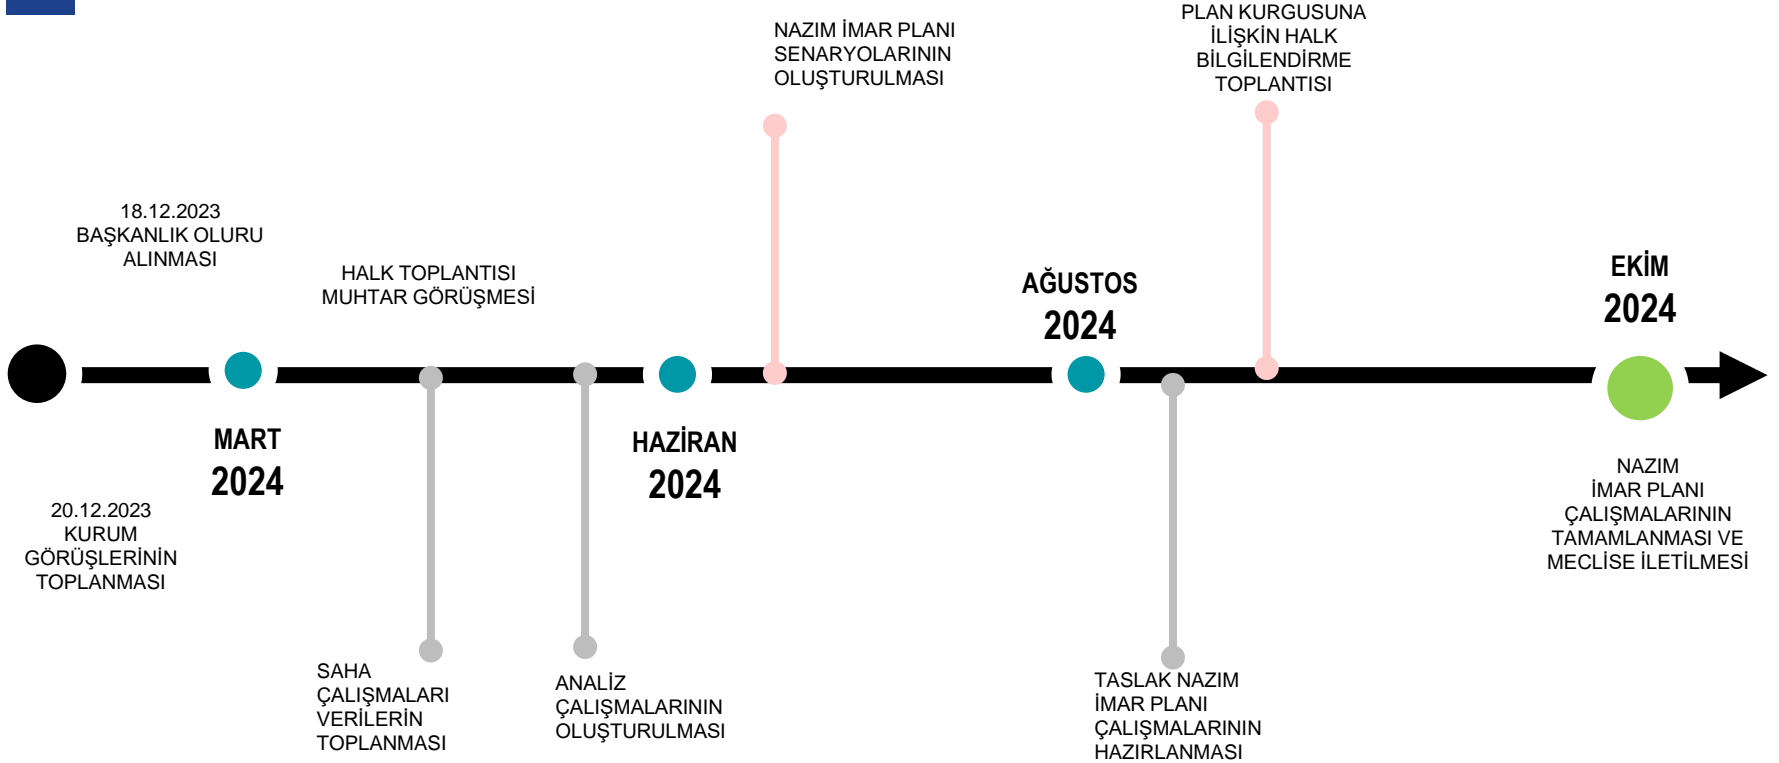 NAZIM İMAR PLANI
SENARYOLARININ
OLUŞTURULMASI
PLAN KURGUSUNA
İLİŞKİN HALK
BİLGİLENDİRME
TOPLANTISI
18.12.2023
BAŞKANLIK OLURU
ALINMASI
HALK TOPLANTISI
MUHTAR GÖRÜŞMESİ
AĞUSTOS
2024
EKİM
2024
MART
2024
HAZİRAN
2024
20.12.2023
KURUM
GÖRÜŞLERİNİN
TOPLANMASI
NAZIM
İMAR PLANI
ÇALIŞMALARININ
TAMAMLANMASI VE
MECLİSE İLETİLMESİ
SAHA
ÇALIŞMALARI
VERİLERİN
TOPLANMASI
ANALİZ
ÇALIŞMALARININ
OLUŞTURULMASI
TASLAK NAZIM
İMAR PLANI
ÇALIŞMALARININ
HAZIRLANMASI